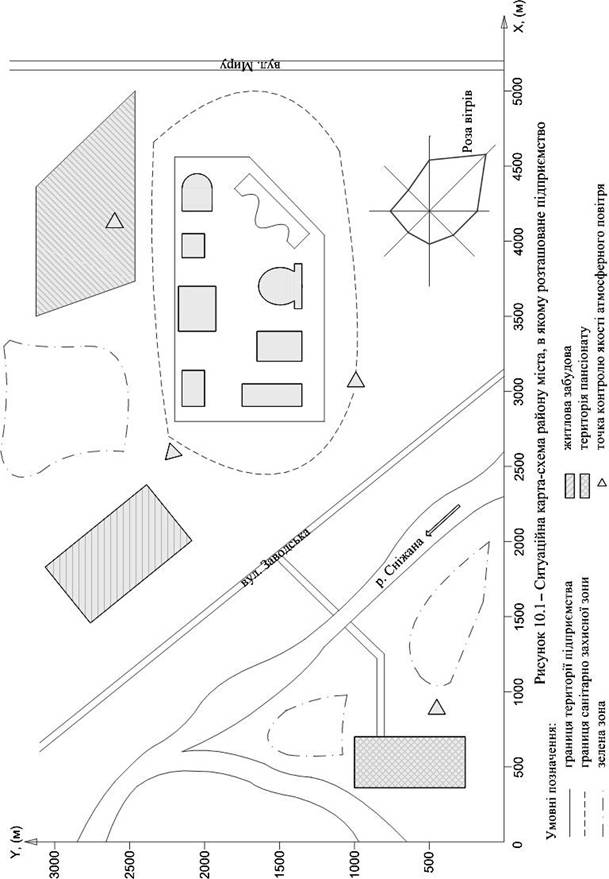 Y, (м)
3000
2500
2000
1500
1000
500
0
500
1000
1500
2000
2500
3000
3500
4000
4500
5000
X, (м)
вул. Миру
вул. Заводська
р. Сніжана
Роза вітрів
Рисунок 10.1 – Ситуаційна карта-схема району міста, в якому розташоване підприємство
Умовні позначення:
границя території підприємства
границя санітарно захисної зони
зелена зона
житлова забудова
територія пансіонату
точка контролю якості атмосферного повітря